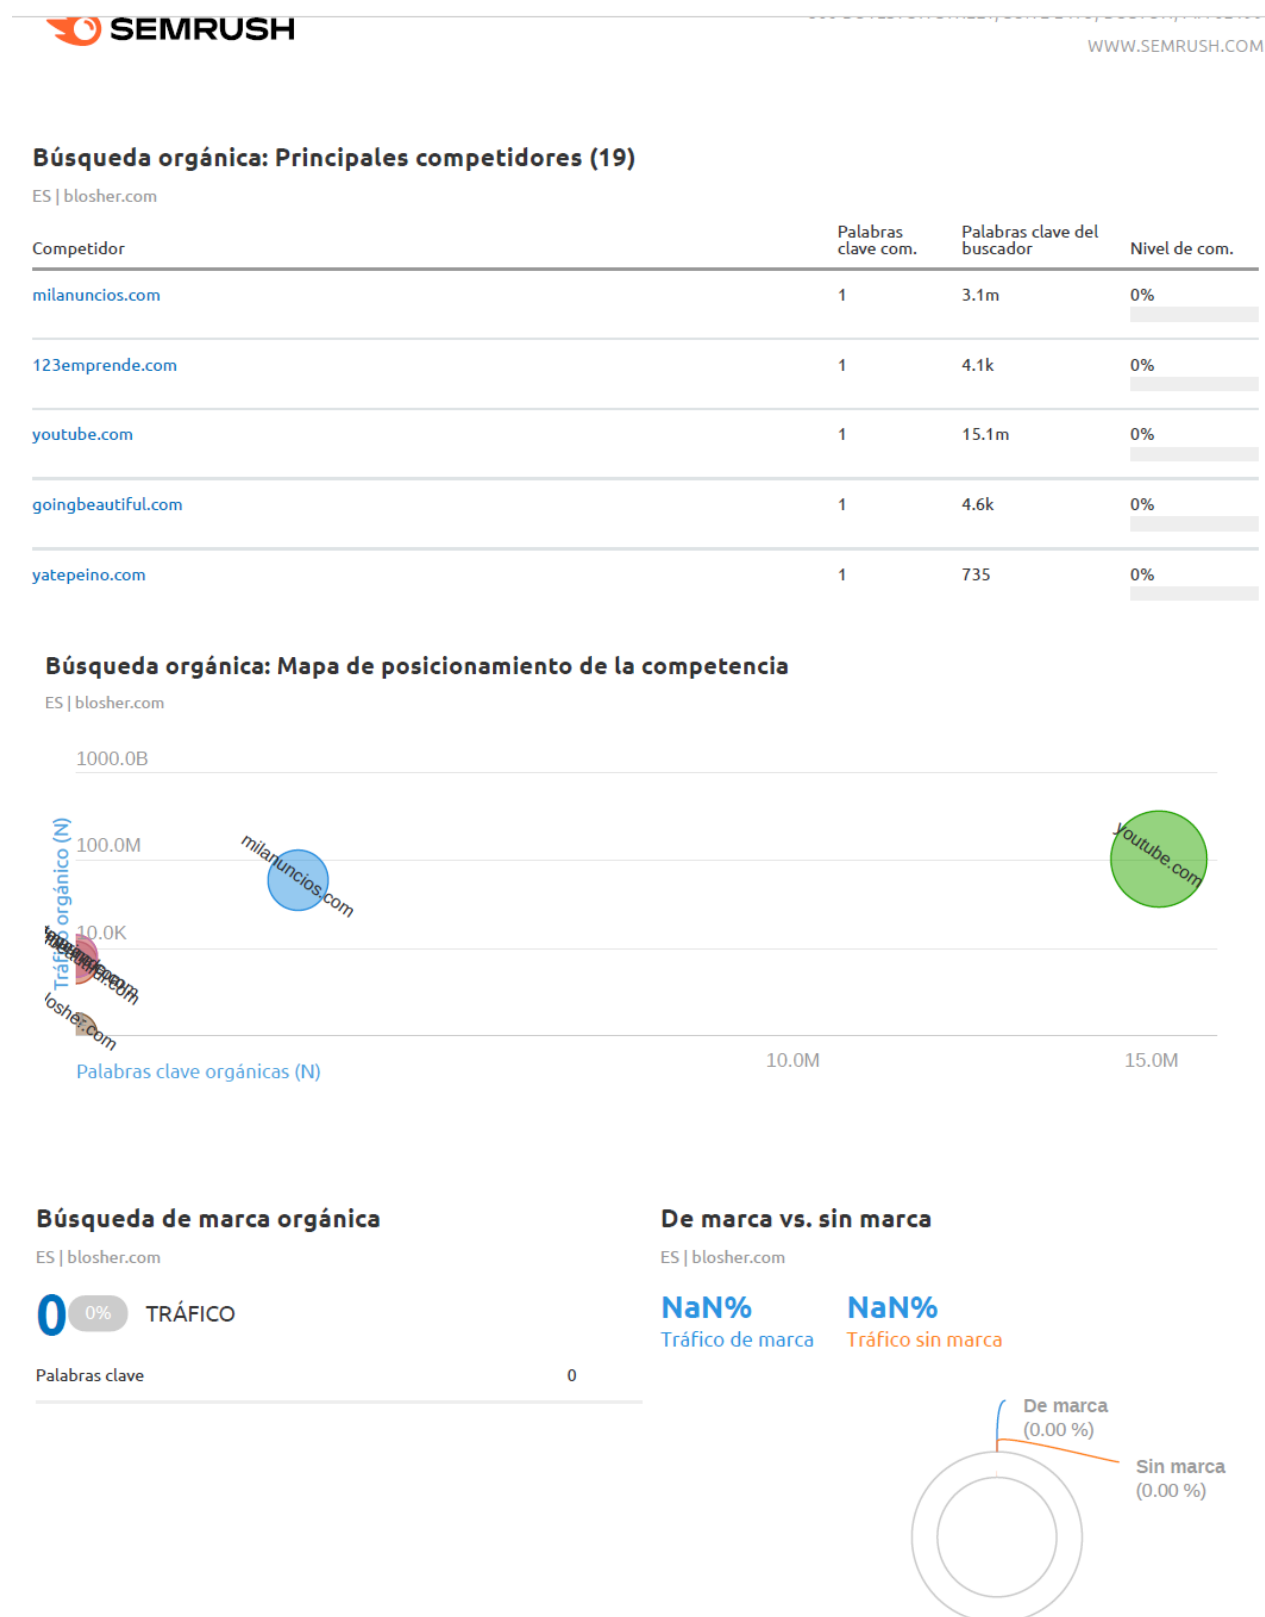 SEMRUSH
WWW.SEMRUSH.COM
Búsqueda orgánica: Principales competidores (19)
ES | blosher.com
Competidor
Palabras clave com.
Palabras clave del buscador
Nivel de com.
milanuncios.com 1 3.1m 0%
123emprende.com 1 4.1k 0%
youtube.com 1 15.1m 0%
goingbeautiful.com 1 4.6k 0%
yatepeino.com 1 735 0%
Búsqueda orgánica: Mapa de posicionamiento de la competencia
ES | blosher.com
1000.0B
100.0M
10.0K
Tráfico orgánico (N)
milanuncios.com
youtube.com
losher.com
10.0M
15.0M
Palabras clave orgánicas (N)
Búsqueda de marca orgánica
ES | blosher.com
0 0% TRÁFICO
Palabras clave 0
De marca vs. sin marca
ES | blosher.com
NaN% NaN%
Tráfico de marca Tráfico sin marca
De marca
(0.00 %)
Sin marca
(0.00 %)